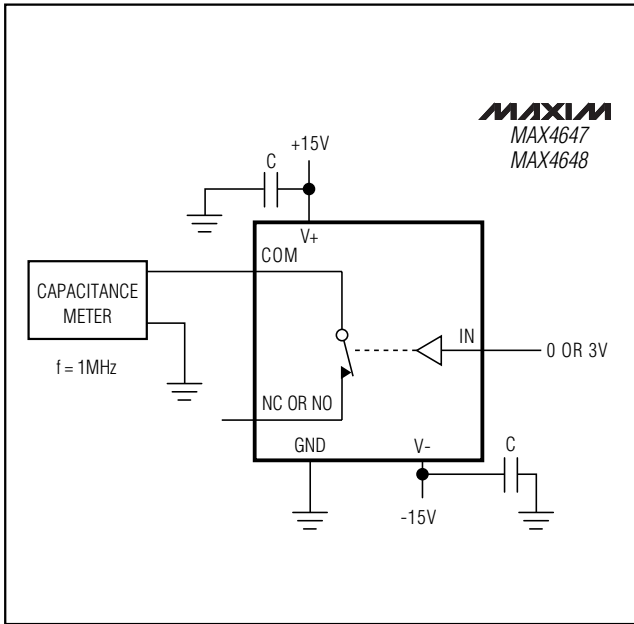 MAXIM
MAX4647
MAX4648
+15V
C
V+
COM
CAPACITANCE
METER
f = 1MHz
IN
0 OR 3V
NC OR NO
GND
V-
C
-15V